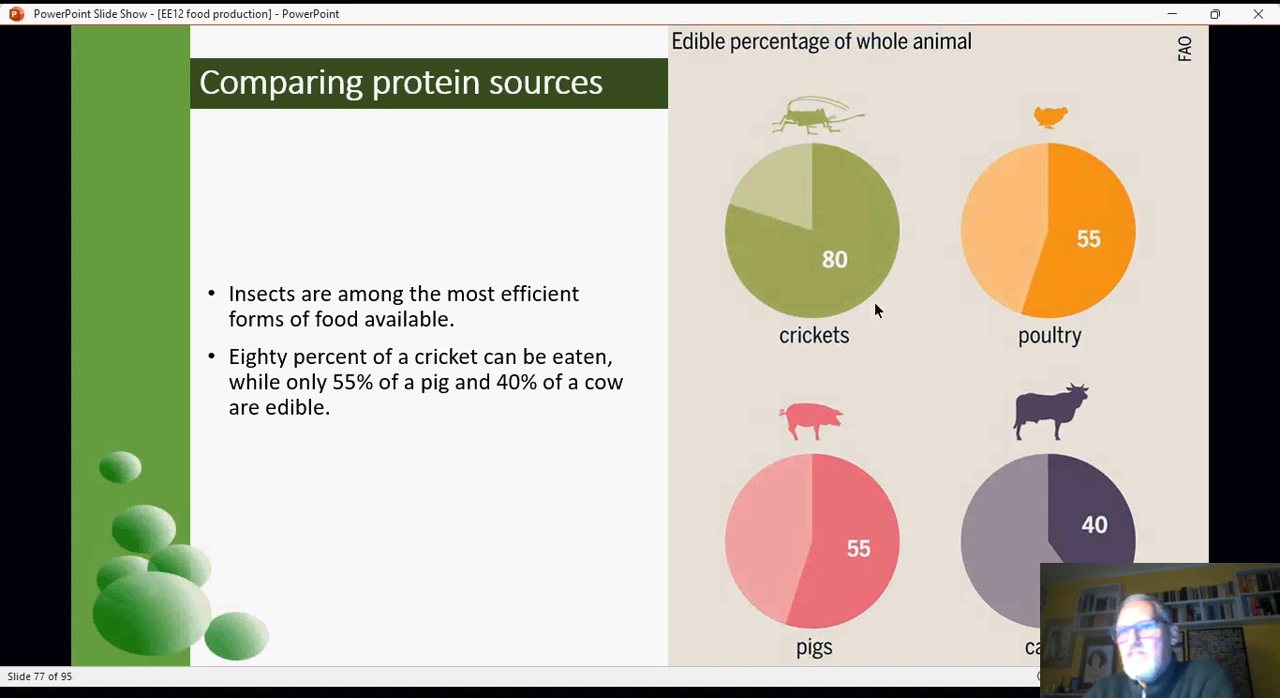 PowerPoint Slide Show - [EE12 food production] - PowerPoint
Comparing protein sources
• Insects are among the most efficient
forms of food available.
• Eighty percent of a cricket can be eaten,
while only 55% of a pig and 40% of a cow
are edible.
Edible percentage of whole animal
FAO
80
crickets
55
poultry
55
pigs
40
Slide 77 of 95